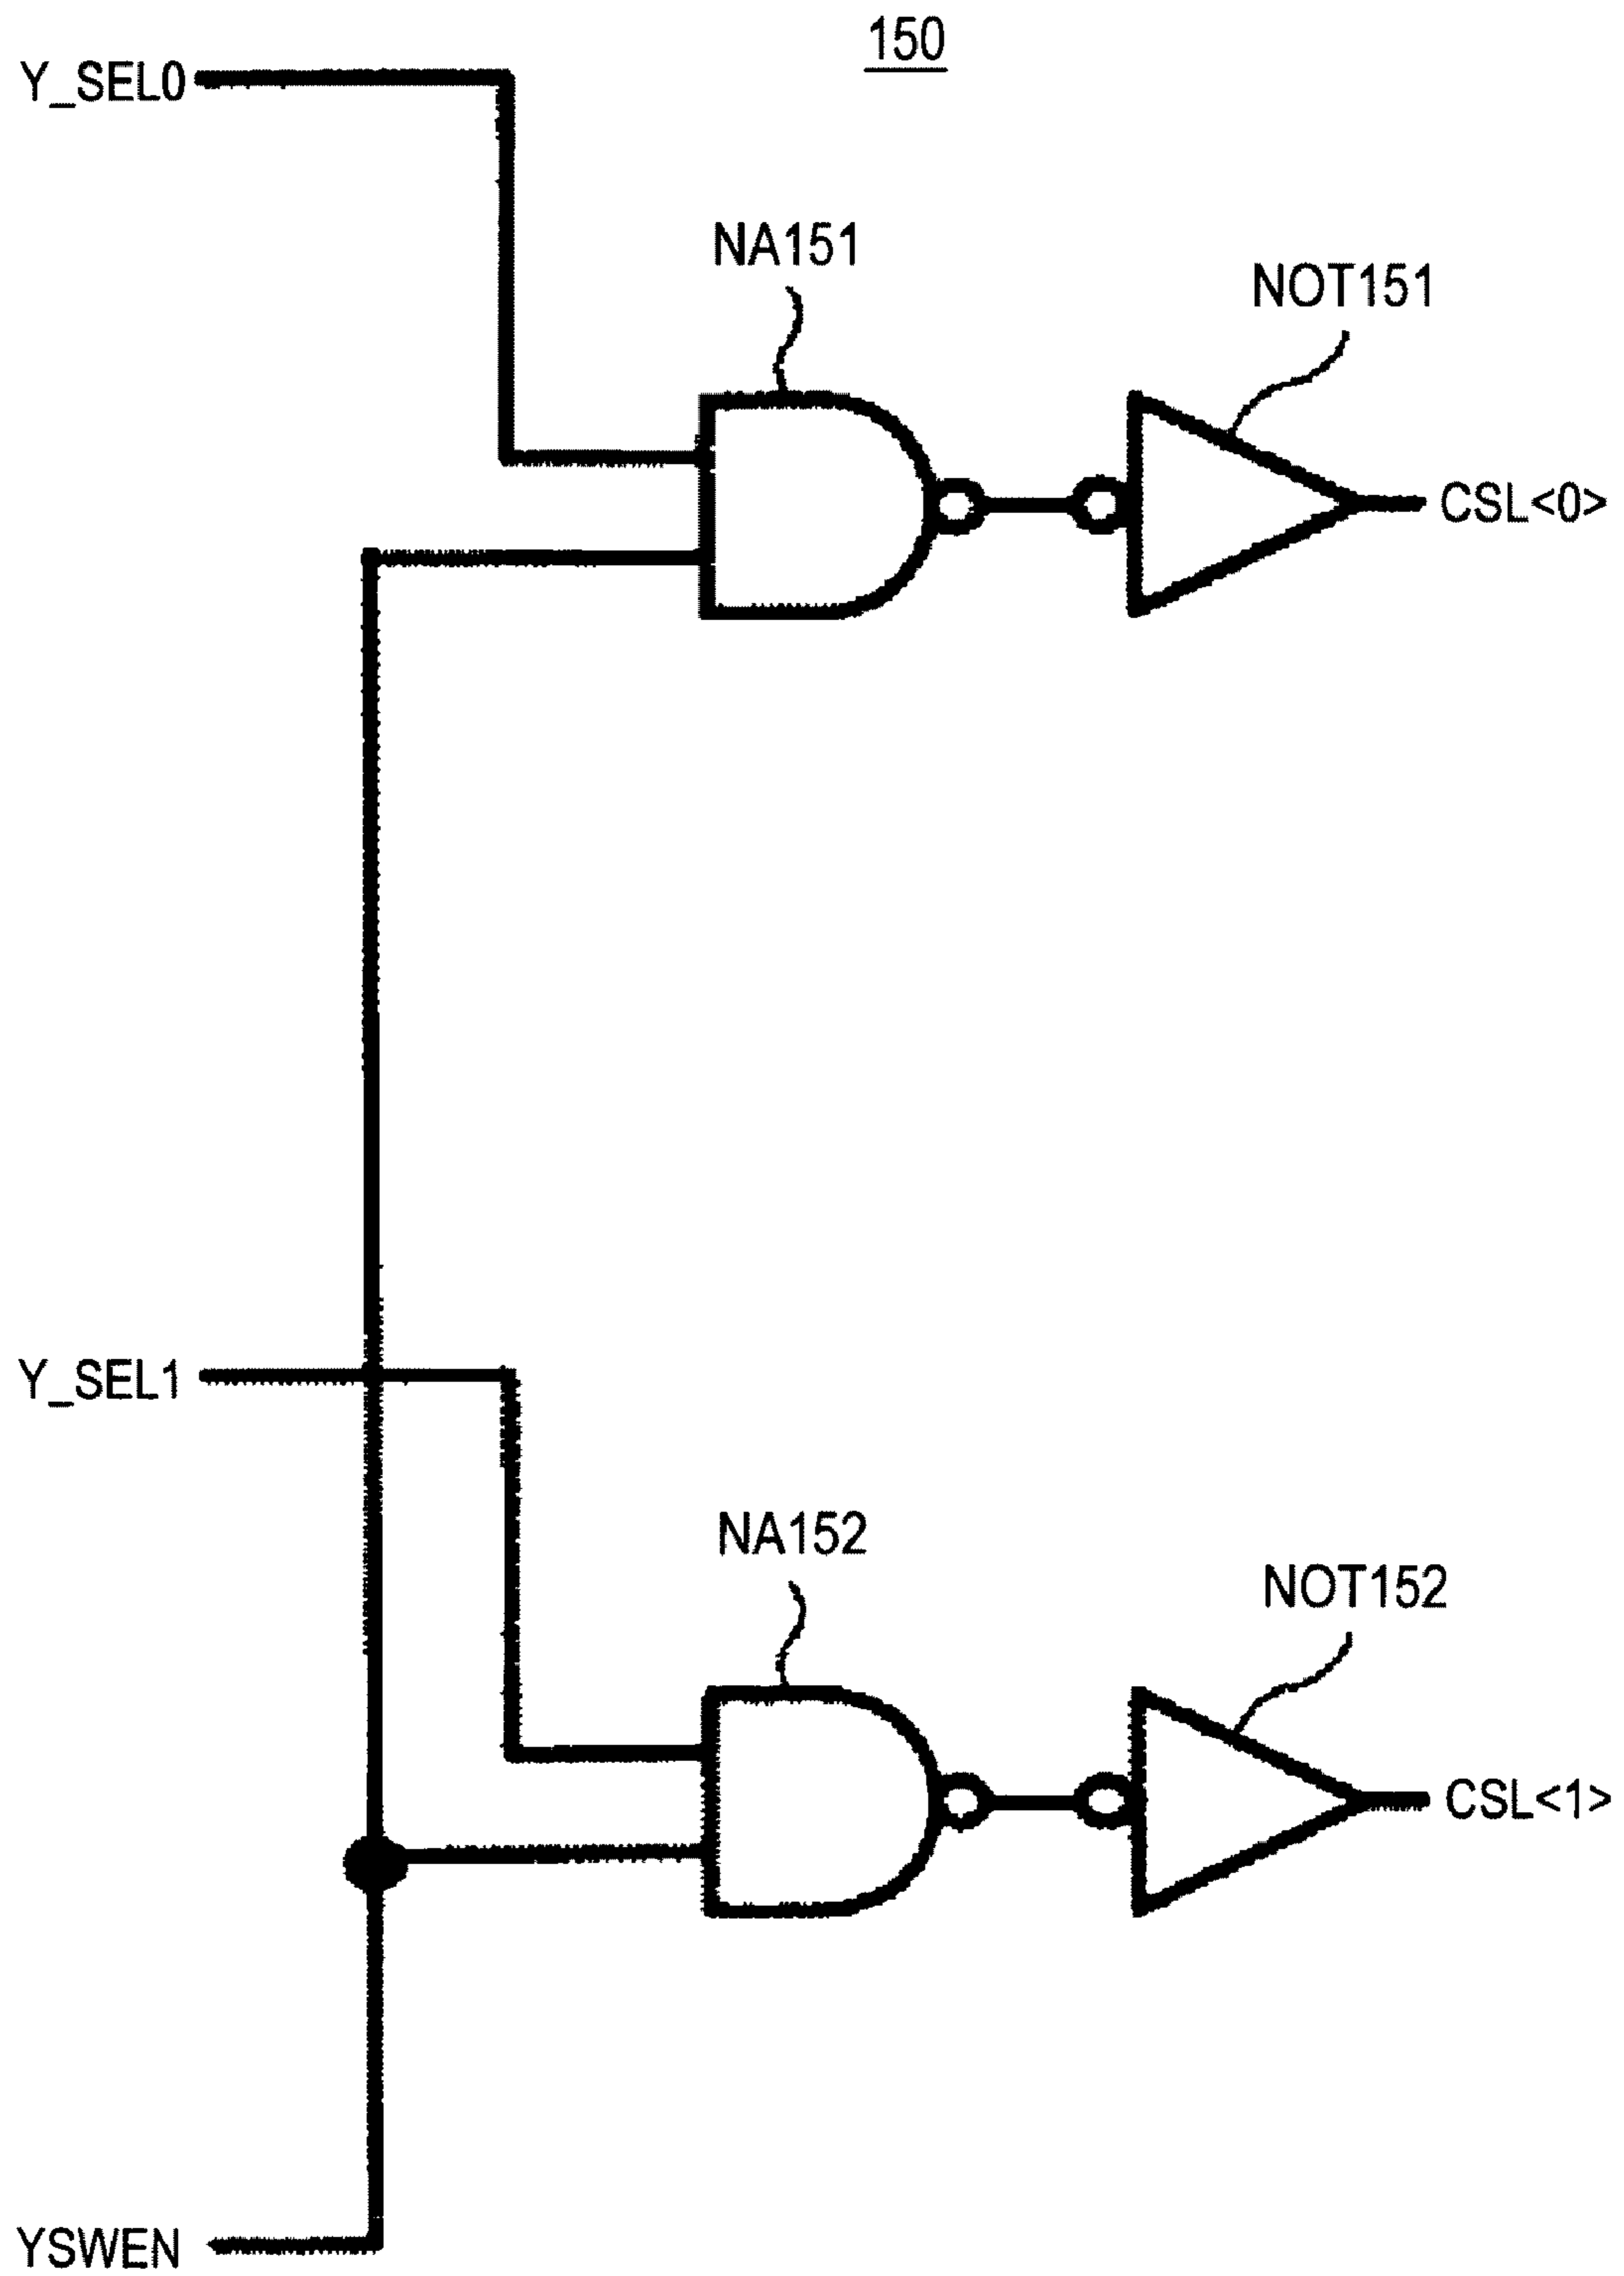 150
Y_SEL0
NA151
NOT151
CSL<0>
Y_SEL1
NA152
NOT152
CSL<1>
YSWEN